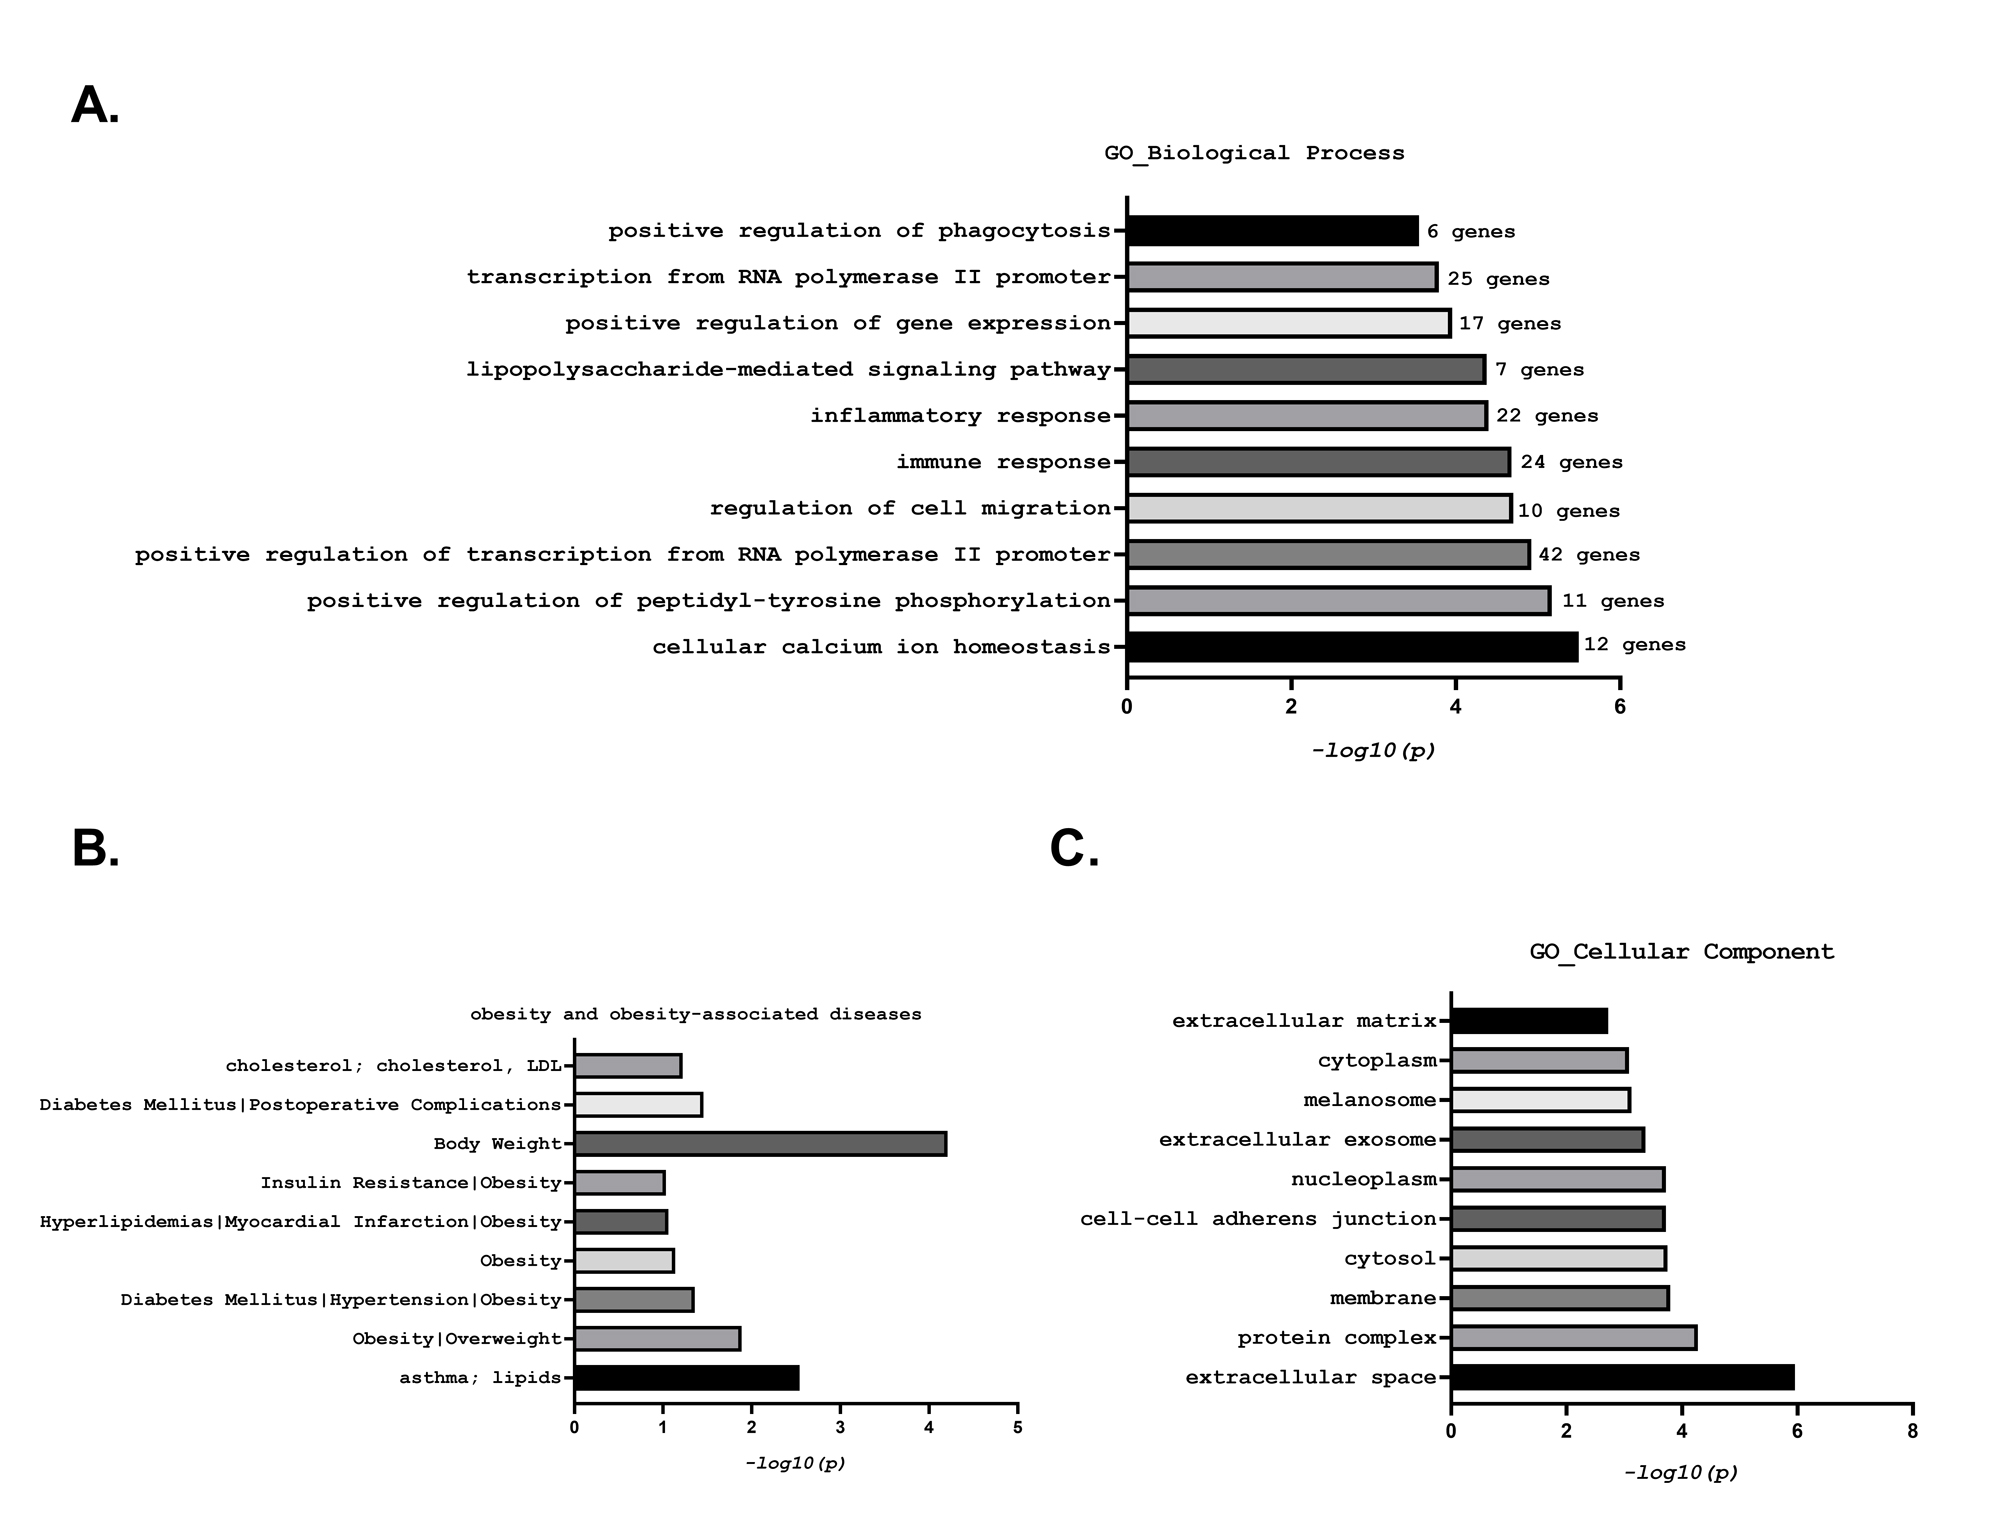 A.
GO_Biological Process
positive regulation of phagocytosis 6 genes
transcription from RNA polymerase II promoter 25 genes
positive regulation of gene expression 17 genes
lipopolysaccharide-mediated signaling pathway 7 genes
inflammatory response 22 genes
immune response 24 genes
regulation of cell migration 10 genes
positive regulation of transcription from RNA polymerase II promoter 42 genes
positive regulation of peptidyl-tyrosine phosphorylation 11 genes
cellular calcium ion homeostasis 12 genes
0 2 4 6
-log10(p)
B.
obesity and obesity-associated diseases
cholesterol; cholesterol, LDL
Diabetes Mellitus|Postoperative Complications
Body Weight
Insulin Resistance|Obesity
Hyperlipidemias|Myocardial Infarction|Obesity
Obesity
Diabetes Mellitus|Hypertension|Obesity
Obesity|Overweight
asthma; lipids
0 1 2 3 4 5
-log10(p)
C.
GO_Cellular Component
extracellular matrix
cytoplasm
melanosome
extracellular exosome
nucleoplasm
cell-cell adherens junction
cytosol
membrane
protein complex
extracellular space
0 2 4 6 8
-log10(p)